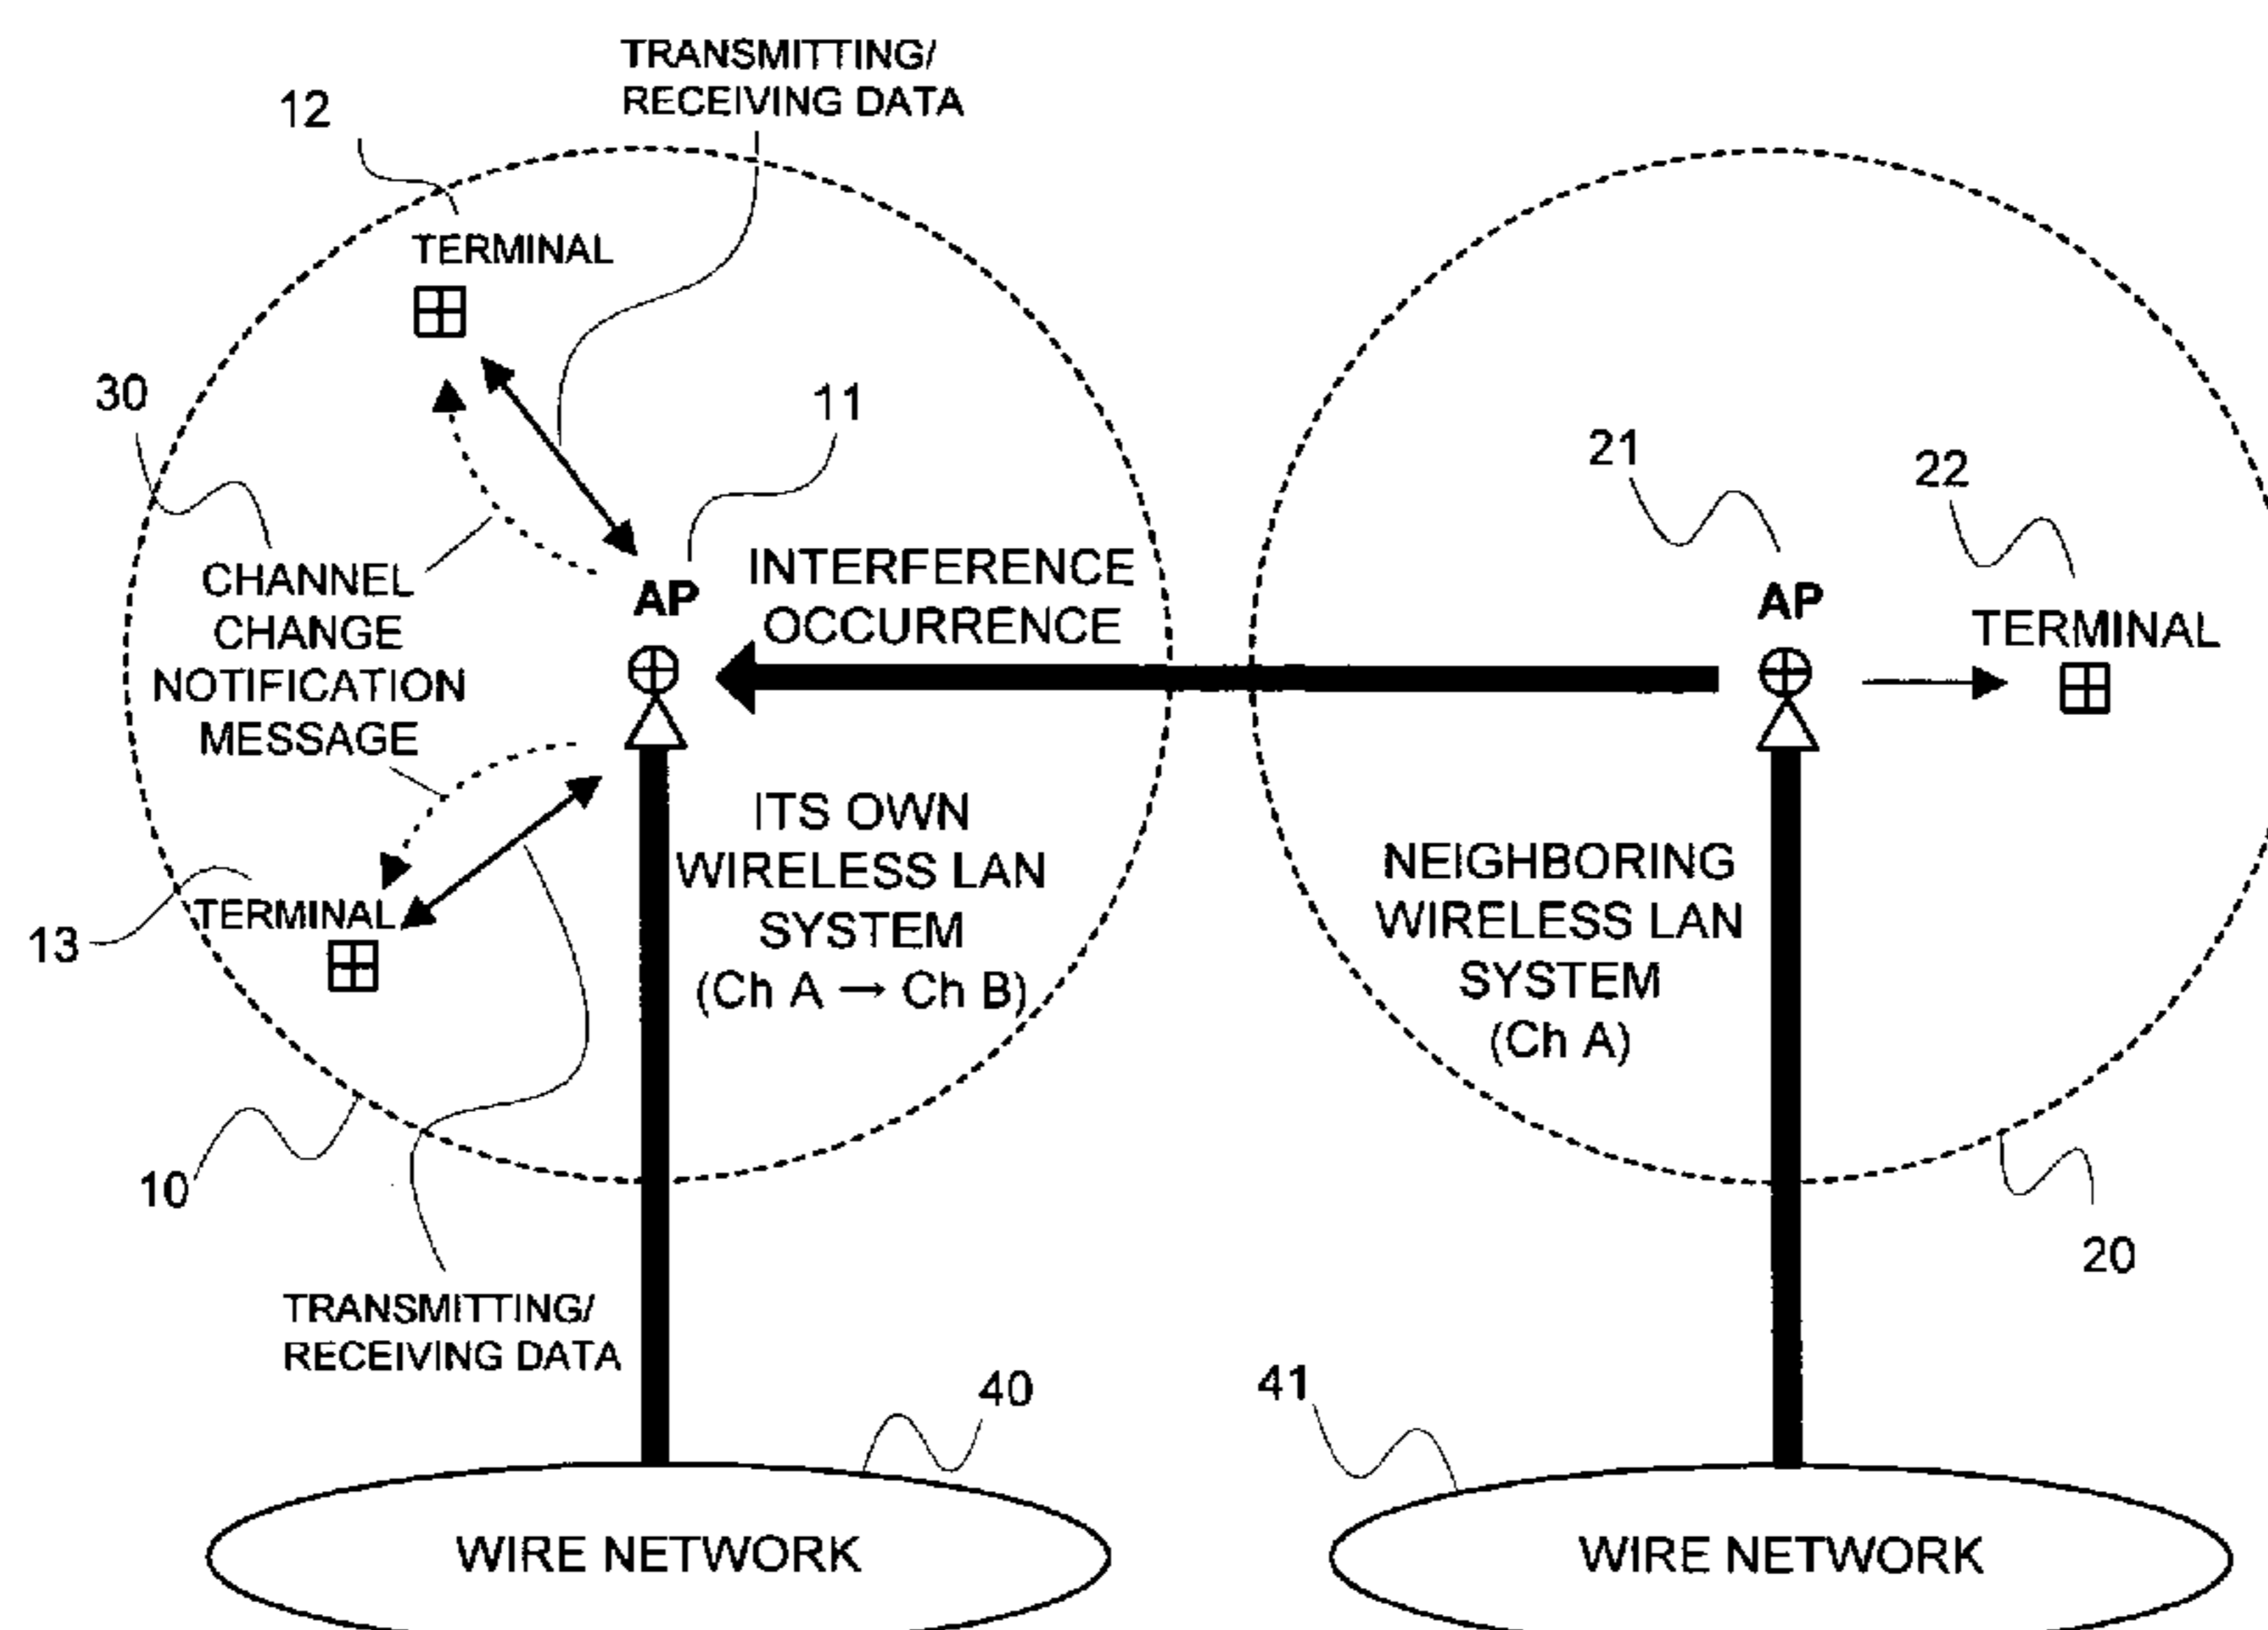 TRANSMITTING/
RECEIVING DATA
12
TERMINAL
30
11
21
22
CHANNEL
CHANGE
NOTIFICATION
MESSAGE
AP
INTERFERENCE
OCCURRENCE
AP
TERMINAL
ITS OWN
WIRELESS LAN
SYSTEM
(Ch A → Ch B)
NEIGHBORING
WIRELESS LAN
SYSTEM
(Ch A)
TERMINAL
13
10
20
TRANSMITTING/
RECEIVING DATA
40
41
WIRE NETWORK
WIRE NETWORK